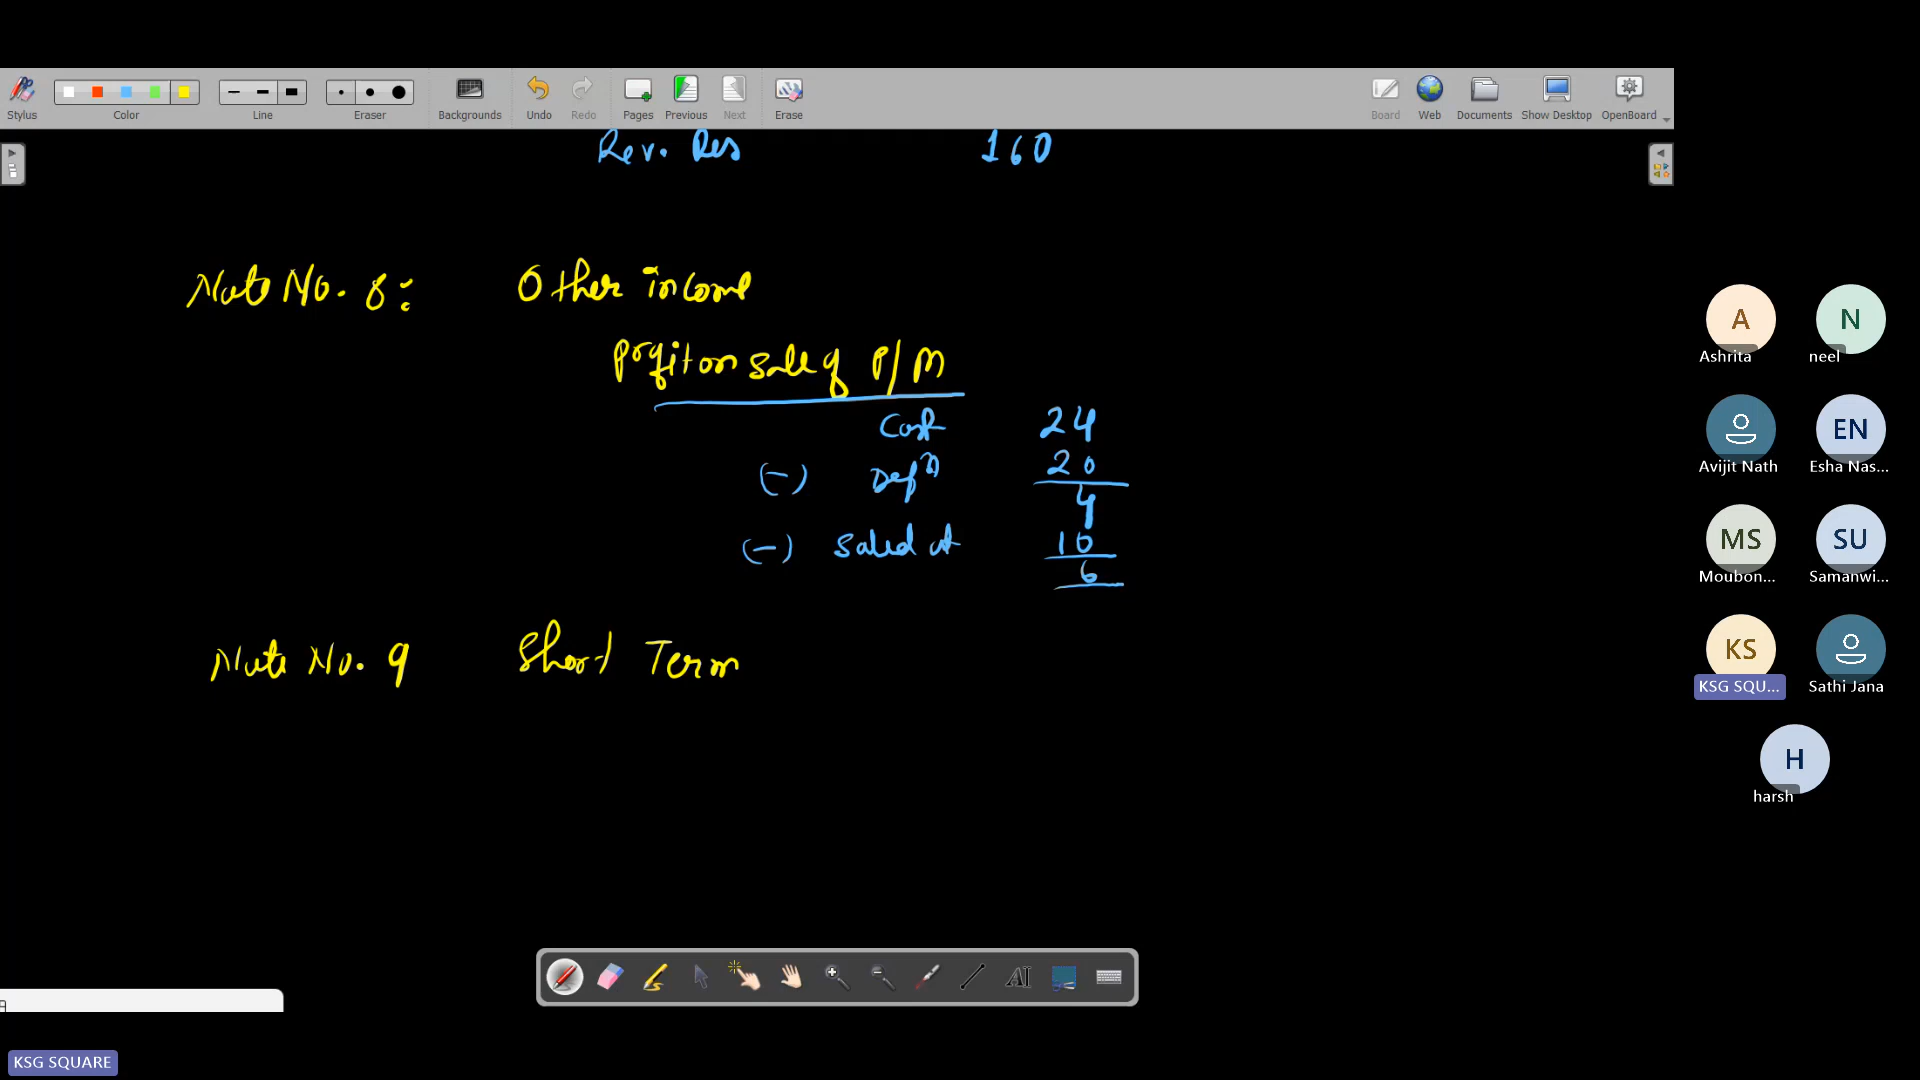 Stylus
Color
Line
Eraser
Backgrounds
Undo
Redo
Pages
Previous
Next
Erase
Board
Web
Documents
Show Desktop
OpenBoard
Rev. Res 160
Note No. 8: Other income
Profit on sale of P/M
Cost 24
(-) Depn 20
4
(-) Saled at 10
6
Note No. 9 Short Term
A
Ashrita
N
neel
Avijit Nath
EN
Esha Nas...
MS
Moubon...
SU
Samanwi...
KS
KSG SQU...
Sathi Jana
H
harsh
AI
KSG SQUARE